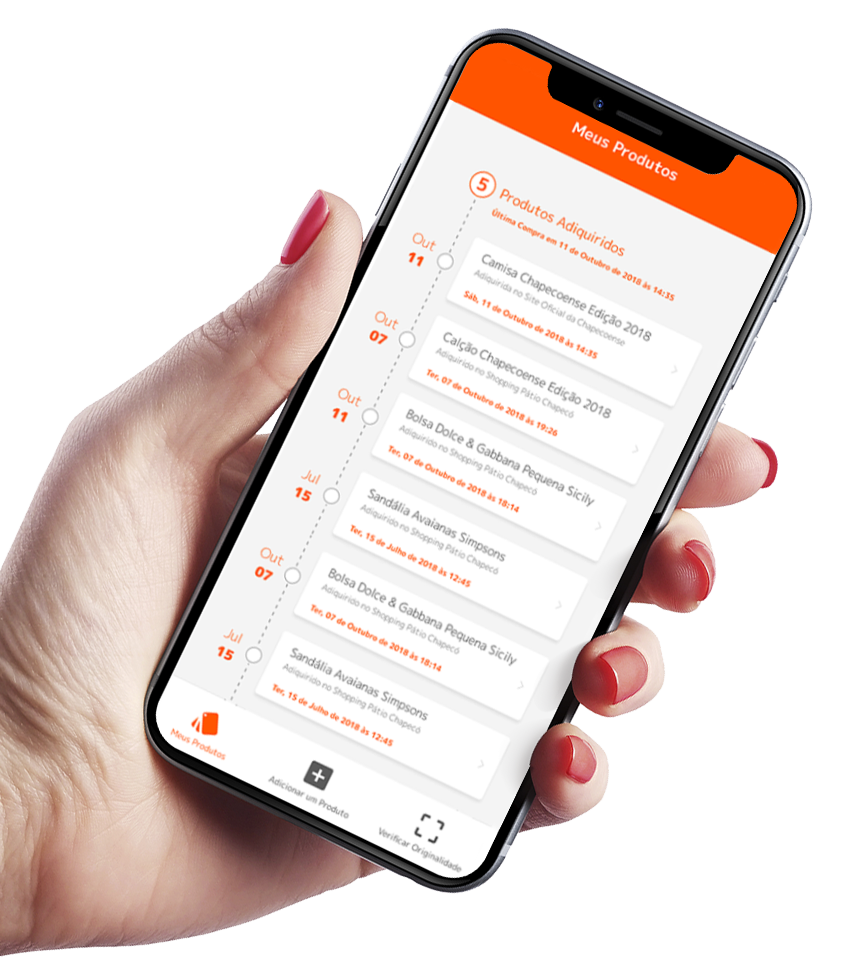 Meus Produtos
5 Produtos Adiquiridos
Última Compra em 11 de Outubro de 2018 às 14:35
Out
11
Camisa Chapecoense Edição 2018
Adiquirida no Site Oficial da Chapecoense
Sáb, 11 de Outubro de 2018 às 14:35
Out
07
Calção Chapecoense Edição 2018
Adiquirido no Shopping Pátio Chapecó
Ter, 07 de Outubro de 2018 às 19:26
Out
11
Bolsa Dolce & Gabbana Pequena Sicily
Adiquirido no Shopping Pátio Chapecó
Ter, 07 de Outubro de 2018 às 18:14
Jul
15
Sandália Avaianas Simpsons
Adiquirido no Shopping Pátio Chapecó
Ter, 15 de Julho de 2018 às 12:45
Out
07
Bolsa Dolce & Gabbana Pequena Sicily
Adiquirido no Shopping Pátio Chapecó
Ter, 07 de Outubro de 2018 às 18:14
Jul
15
Sandália Avaianas Simpsons
Adiquirido no Shopping Pátio Chapecó
Ter, 15 de Julho de 2018 às 12:45
Meus Produtos
Adicionar um Produto
Verificar Originalidade